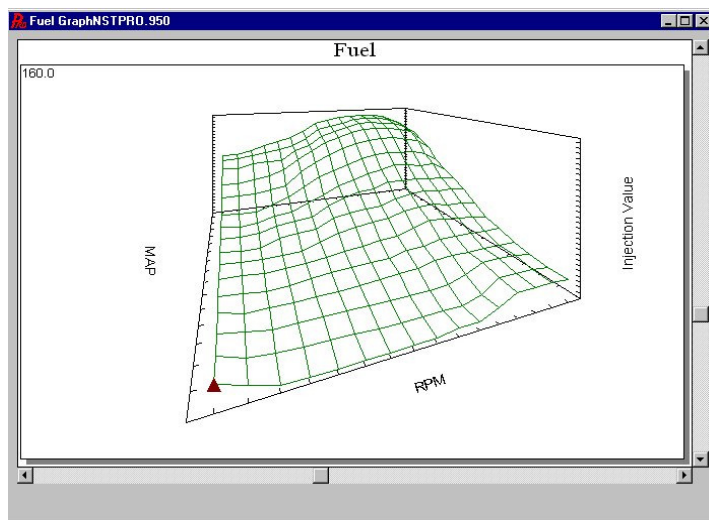 Fuel GraphNSTPRO.950
Fuel
160.0
MAP
Injection Value
RPM